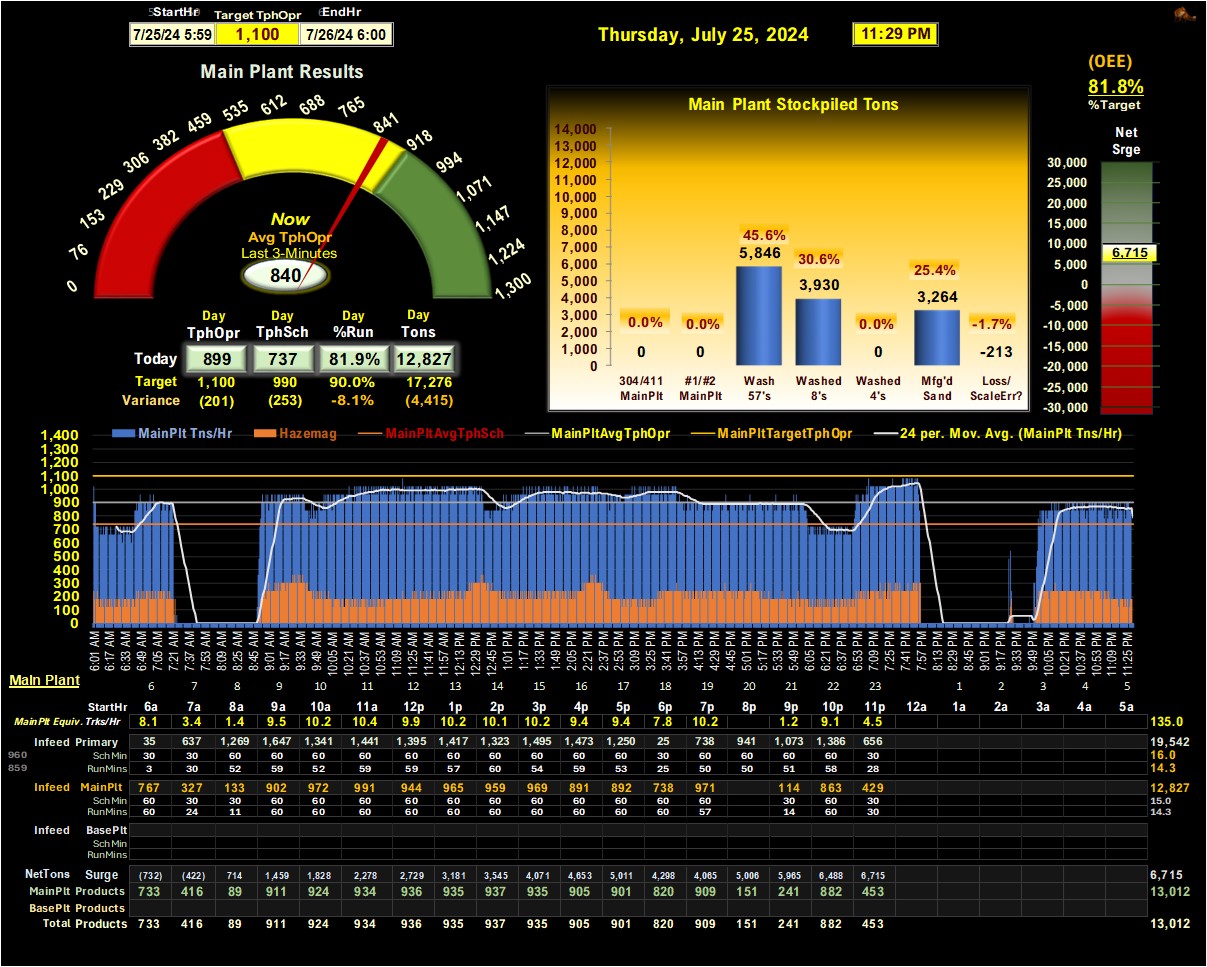 StartHr Target TphOpr EndHr
7/25/24 5:59 1,100 7/26/24 6:00
Thursday, July 25, 2024 11:29 PM
(OEE)
81.8%
%Target
Main Plant Results
0 76 153 229 306 382 459 535 612 688 765 841 918 994 1,071 1,147 1,224 1,300
Now
Avg TphOpr
Last 3-Minutes
840
Day Day Day Day
TphOpr TphSch %Run Tons
Today 899 737 81.9% 12,827
Target 1,100 990 90.0% 17,276
Variance (201) (253) -8.1% (4,415)
Main Plant Stockpiled Tons
14,000
13,000
12,000
11,000
10,000
9,000
8,000
7,000
6,000
5,000
4,000
3,000
2,000
1,000
0
0.0% 0.0% 45.6% 30.6% 0.0% 25.4% -1.7%
0 0 5,846 3,930 0 3,264 -213
304/411 #1/#2 Wash Washed Washed Mfg'd Loss/
MainPlt MainPlt 57's 8's 4's Sand ScaleErr?
Net
Srge
30,000
25,000
20,000
15,000
10,000
5,000
0
-5,000
-10,000
-15,000
-20,000
-25,000
-30,000
6,715
MainPlt Tns/Hr Hazemag MainPltAvgTphSch MainPltAvgTphOpr MainPltTargetTphOpr 24 per. Mov. Avg. (MainPlt Tns/Hr)
1,400
1,300
1,200
1,100
1,000
900
800
700
600
500
400
300
200
100
0
6:01 AM 6:17 AM 6:33 AM 6:49 AM 7:05 AM 7:21 AM 7:37 AM 7:53 AM 8:09 AM 8:25 AM 8:45 AM 9:01 AM 9:17 AM 9:33 AM 9:49 AM 10:05 AM 10:21 AM 10:37 AM 10:53 AM 11:09 AM 11:25 AM 11:41 AM 11:57 AM 12:13 PM 12:29 PM 12:45 PM 1:01 PM 1:17 PM 1:33 PM 1:49 PM 2:05 PM 2:21 PM 2:37 PM 2:53 PM 3:09 PM 3:25 PM 3:41 PM 3:57 PM 4:13 PM 4:29 PM 4:45 PM 5:01 PM 5:17 PM 5:33 PM 5:49 PM 6:05 PM 6:21 PM 6:37 PM 6:53 PM 7:09 PM 7:25 PM 7:41 PM 7:57 PM 8:13 PM 8:29 PM 8:45 PM 9:01 PM 9:17 PM 9:33 PM 9:49 PM 10:05 PM 10:21 PM 10:37 PM 10:53 PM 11:09 PM 11:25 PM
Main Plant 6 7 8 9 10 11 12 13 14 15 16 17 18 19 20 21 22 23 1 2 3 4 5
StartHr 6a 7a 8a 9a 10a 11a 12p 1p 2p 3p 4p 5p 6p 7p 8p 9p 10p 11p 12a 1a 2a 3a 4a 5a
MainPlt Equiv. Trks/Hr 8.1 3.4 1.4 9.5 10.2 10.4 9.9 10.2 10.1 10.2 9.4 9.4 7.8 10.2 1.2 9.1 4.5 135.0
Infeed Primary 35 637 1,269 1,647 1,341 1,441 1,395 1,417 1,323 1,495 1,473 1,250 25 738 941 1,073 1,386 656 19,542
960 SchMin 60 30 60 60 60 60 60 60 60 60 60 60 30 60 50 60 60 30 16.0
859 RunMins 3 30 52 59 52 59 59 57 60 54 59 53 25 50 50 51 58 28 14.3
Infeed MainPlt 767 327 133 902 972 991 944 965 959 969 891 892 738 971 114 863 429 12,827
SchMin 60 30 30 60 60 60 60 60 60 60 60 60 60 60 30 60 30 15.0
RunMins 60 24 11 60 60 60 60 60 60 60 60 60 60 57 14 60 30 14.3
Infeed BasePlt
SchMin
RunMins
NetTons Surge (732) (422) 714 1,459 1,828 2,278 2,729 3,181 3,545 4,071 4,653 5,011 4,298 4,065 5,006 5,965 6,488 6,715 6,715
MainPlt Products 733 416 89 911 924 934 936 935 937 935 905 901 820 909 151 241 882 453 13,012
BasePlt Products
Total Products 733 416 89 911 924 934 936 935 937 935 905 901 820 909 151 241 882 453 13,012